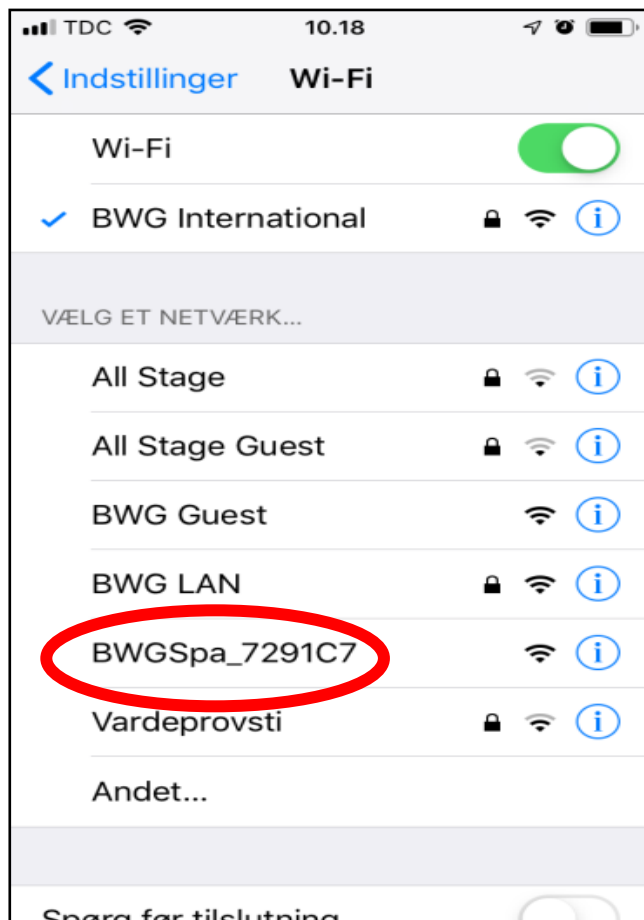 TDC 10.18
Indstillinger Wi-Fi
Wi-Fi
BWG International
VÆLG ET NETVÆRK...
All Stage
All Stage Guest
BWG Guest
BWG LAN
BWGSpa_7291C7
Vardeprovsti
Andet...
Spørg før tilslutning